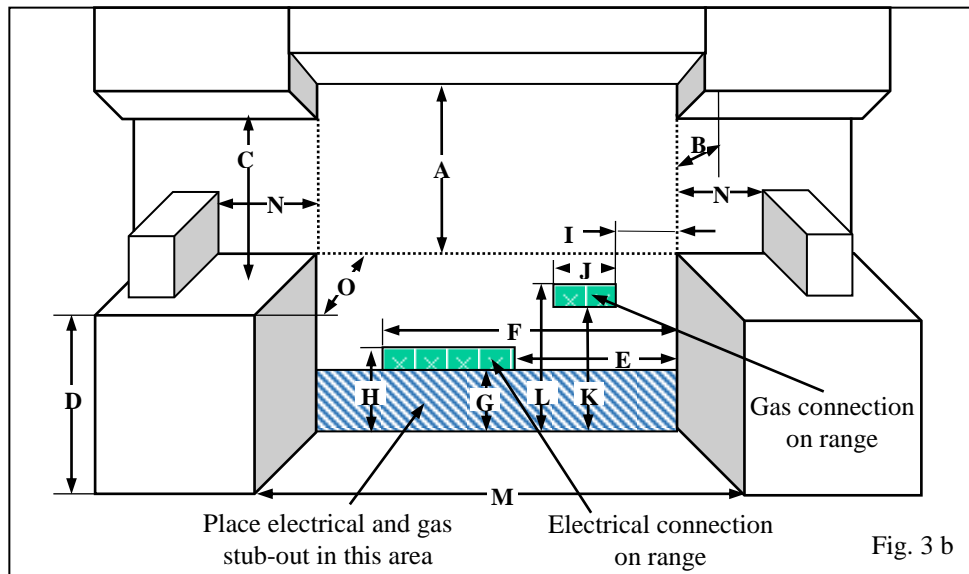 A
B
C
N
N
I
J
O
F
E
D
H
G
L
K
Gas connection
on range
M
Place electrical and gas
stub-out in this area
Electrical connection
on range
Fig. 3 b